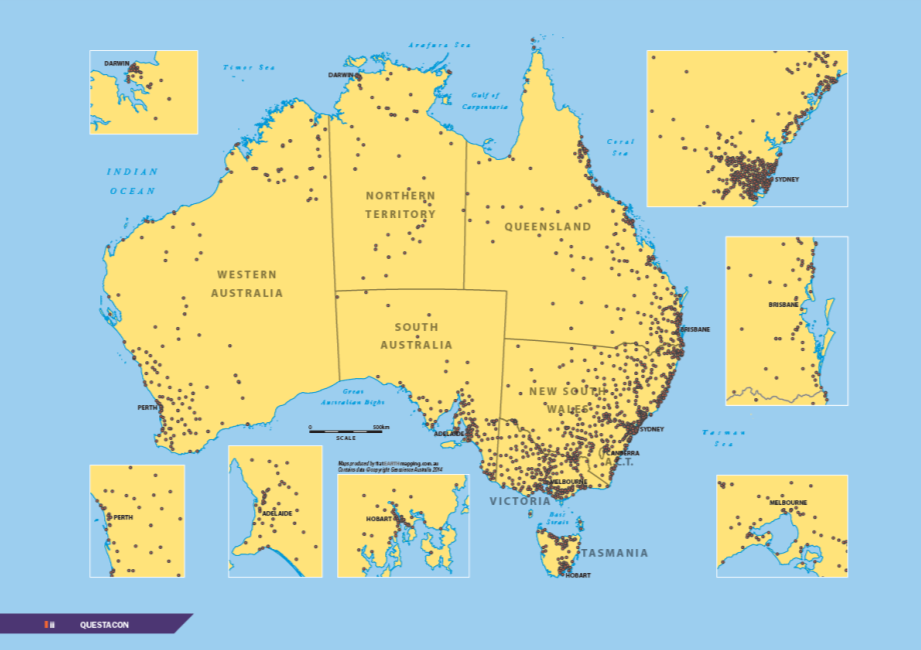 DARWIN
Timor Sea
Arafura Sea
DARWIN
Gulf of
Carpentaria
Coral
Sea
SYDNEY
INDIAN
OCEAN
NORTHERN
TERRITORY
QUEENSLAND
WESTERN
AUSTRALIA
BRISBANE
SOUTH
AUSTRALIA
BRISBANE
Great
Australian Bight
NEW SOUTH
WALES
PERTH
0 500km
SCALE
ADELAIDE
SYDNEY
Tasman
Sea
CANBERRA
A.C.T.
MELBOURNE
VICTORIA
PERTH
ADELAIDE
HOBART
Bass
Strait
MELBOURNE
TASMANIA
HOBART
QUESTACON